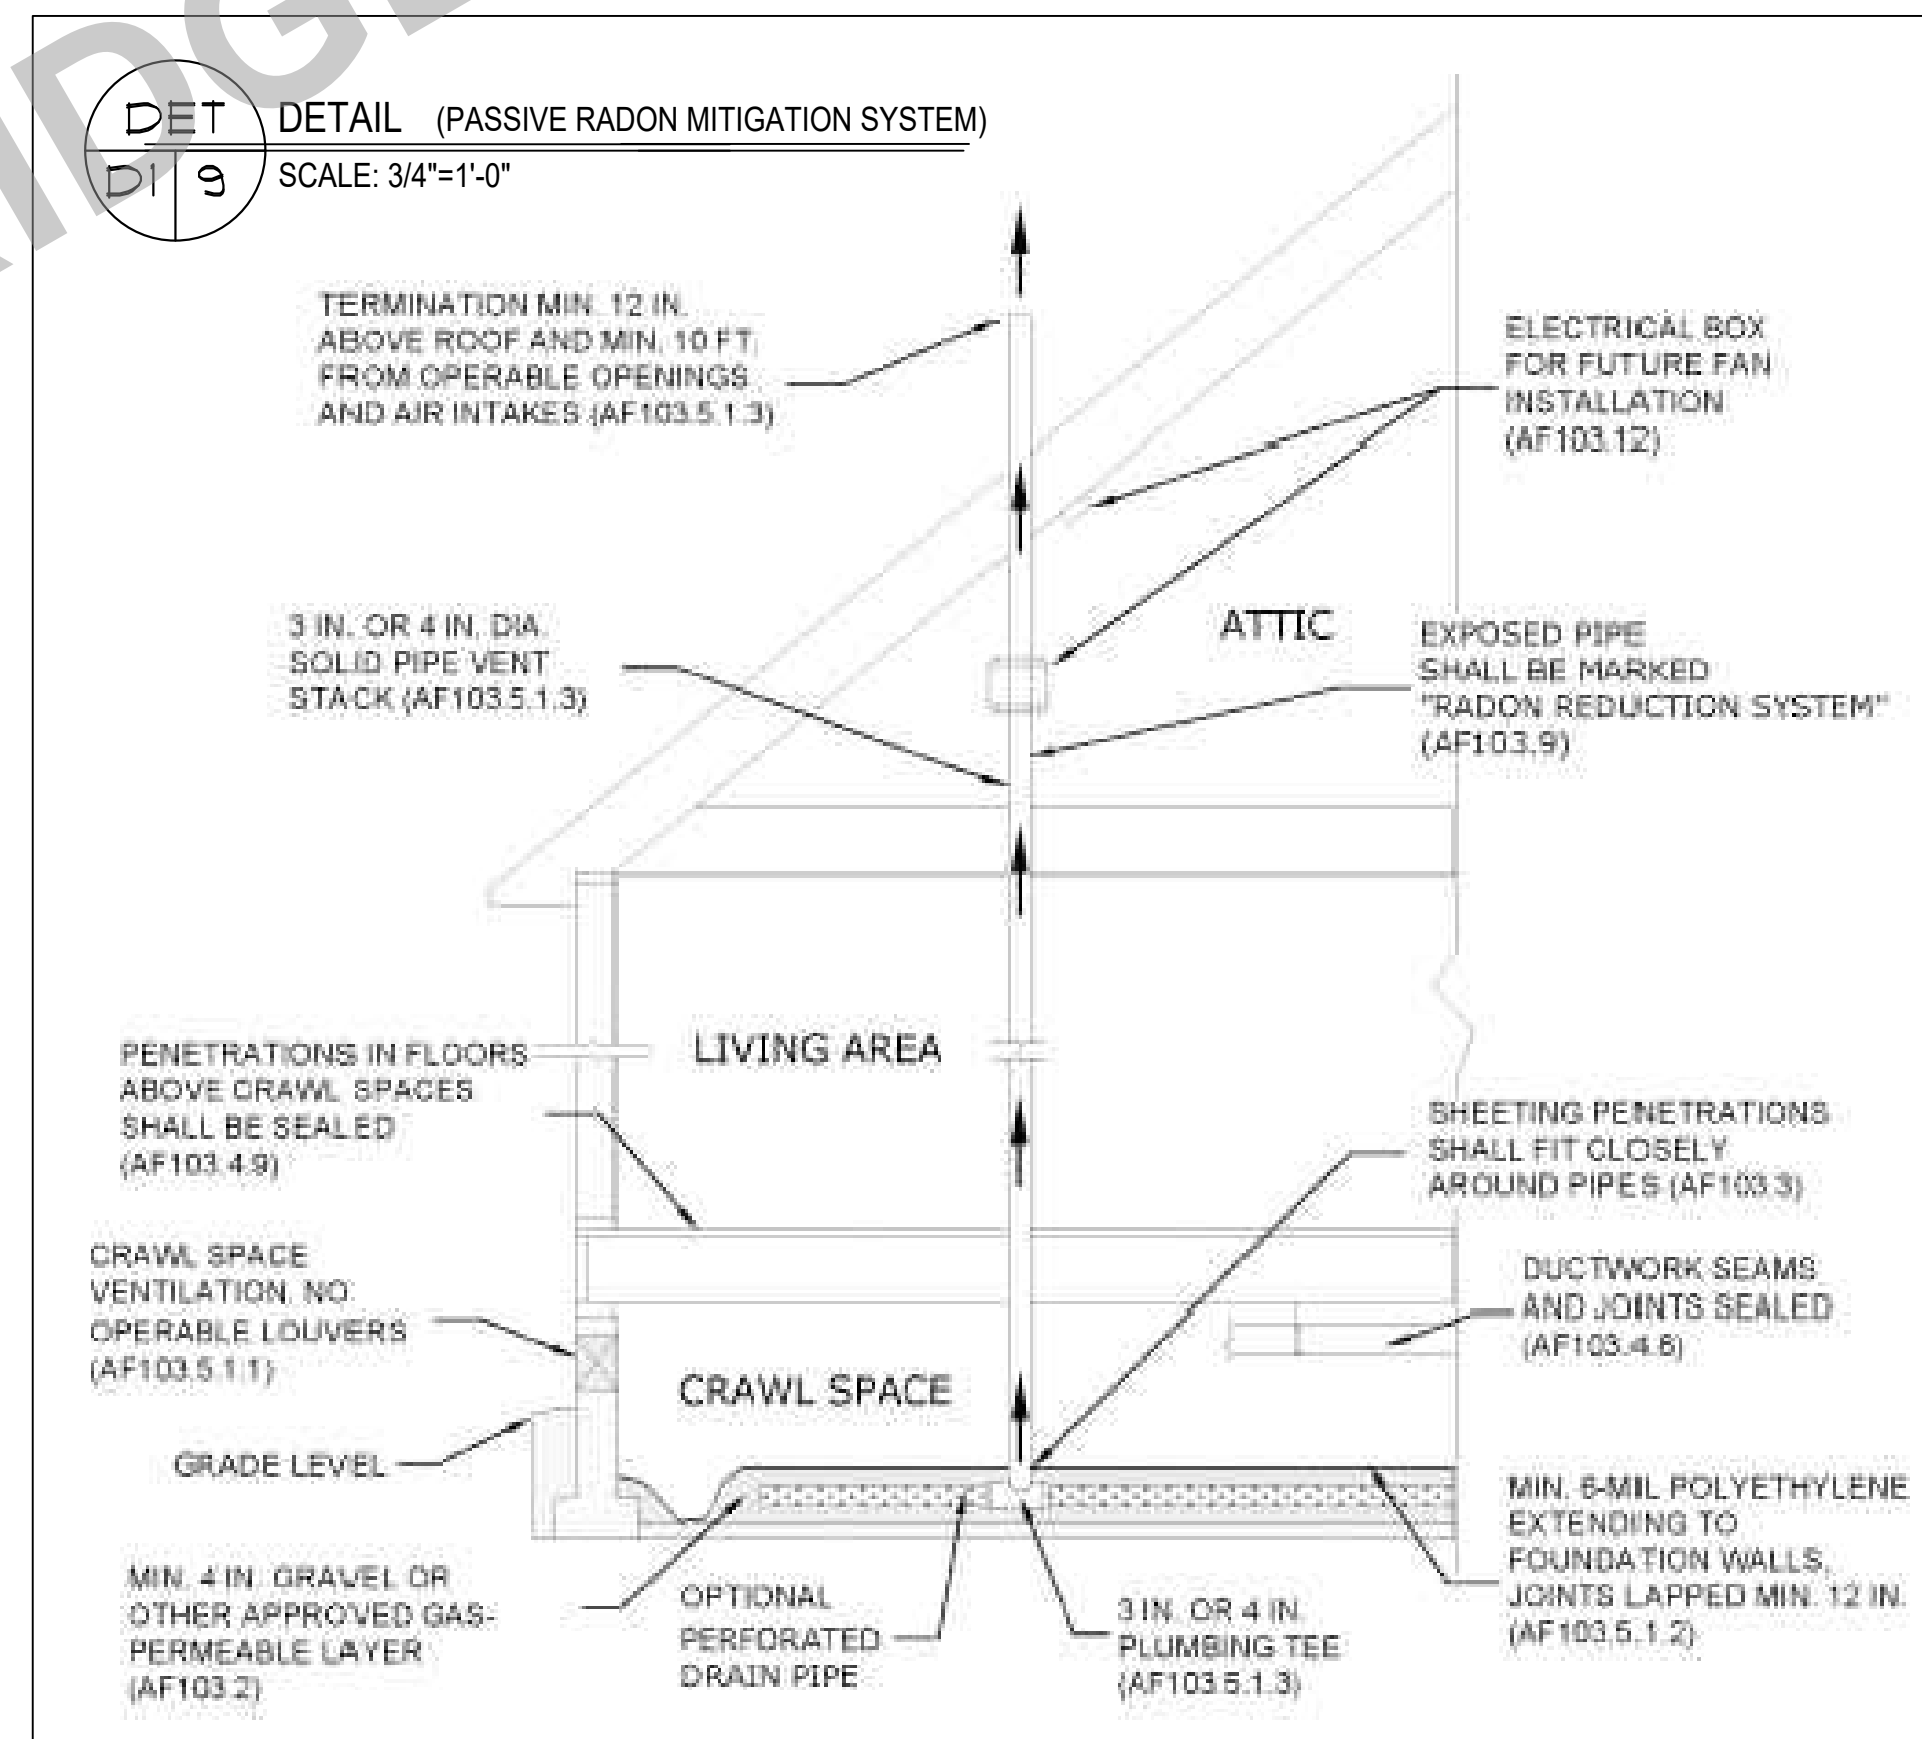 DET
D1 9
DETAIL (PASSIVE RADON MITIGATION SYSTEM)
SCALE: 3/4"=1'-0"
TERMINATION MIN. 12 IN.
ABOVE ROOF AND MIN. 10 FT.
FROM OPERABLE OPENINGS
AND AIR INTAKES (AF103.5.1.3)
ELECTRICAL BOX
FOR FUTURE FAN
INSTALLATION
(AF103.12)
3 IN. OR 4 IN. DIA.
SOLID PIPE VENT
STACK (AF103.5.1.3)
ATTIC
EXPOSED PIPE
SHALL BE MARKED
"RADON REDUCTION SYSTEM"
(AF103.9)
PENETRATIONS IN FLOORS
ABOVE CRAWL SPACES
SHALL BE SEALED
(AF103.4.9)
LIVING AREA
SHEETING PENETRATIONS
SHALL FIT CLOSELY
AROUND PIPES (AF103.3)
CRAWL SPACE
VENTILATION, NO
OPERABLE LOUVERS
(AF103.5.1.1)
DUCTWORK SEAMS
AND JOINTS SEALED
(AF103.4.6)
CRAWL SPACE
GRADE LEVEL
MIN. 6-MIL POLYETHYLENE
EXTENDING TO
FOUNDATION WALLS,
JOINTS LAPPED MIN. 12 IN.
(AF103.5.1.2)
MIN. 4 IN. GRAVEL OR
OTHER APPROVED GAS-
PERMEABLE LAYER
(AF103.2)
OPTIONAL
PERFORATED
DRAIN PIPE
3 IN. OR 4 IN.
PLUMBING TEE
(AF103.5.1.3)